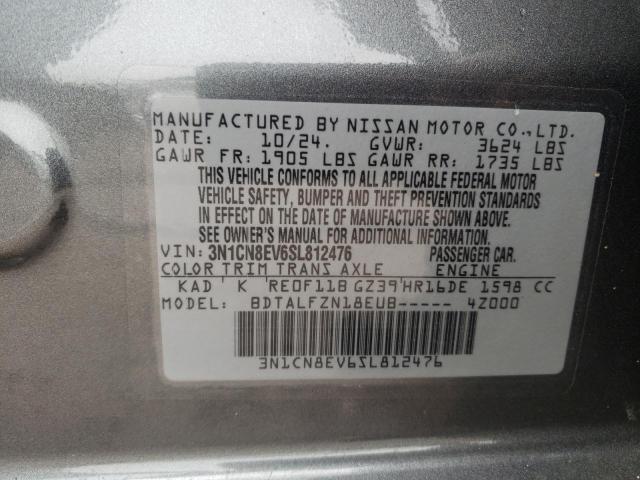 MANUFACTURED BY NISSAN MOTOR CO.,LTD.
DATE: 10/24. GVWR: 3624 LBS
GAWR FR: 1905 LBS GAWR RR: 1735 LBS
THIS VEHICLE CONFORMS TO ALL APPLICABLE FEDERAL MOTOR
VEHICLE SAFETY, BUMPER AND THEFT PREVENTION STANDARDS
IN EFFECT ON THE DATE OF MANUFACTURE SHOWN ABOVE.
SEE OWNER'S MANUAL FOR ADDITIONAL INFORMATION.
VIN: 3N1CN8EV6SL812476 PASSENGER CAR.
COLOR TRIM TRANS AXLE ENGINE
KAD K RE0F11B GZ39 HR16DE 1598 CC
MODEL: BDTALFZN18EUB----- 4Z000
3N1CN8EV6SL812476